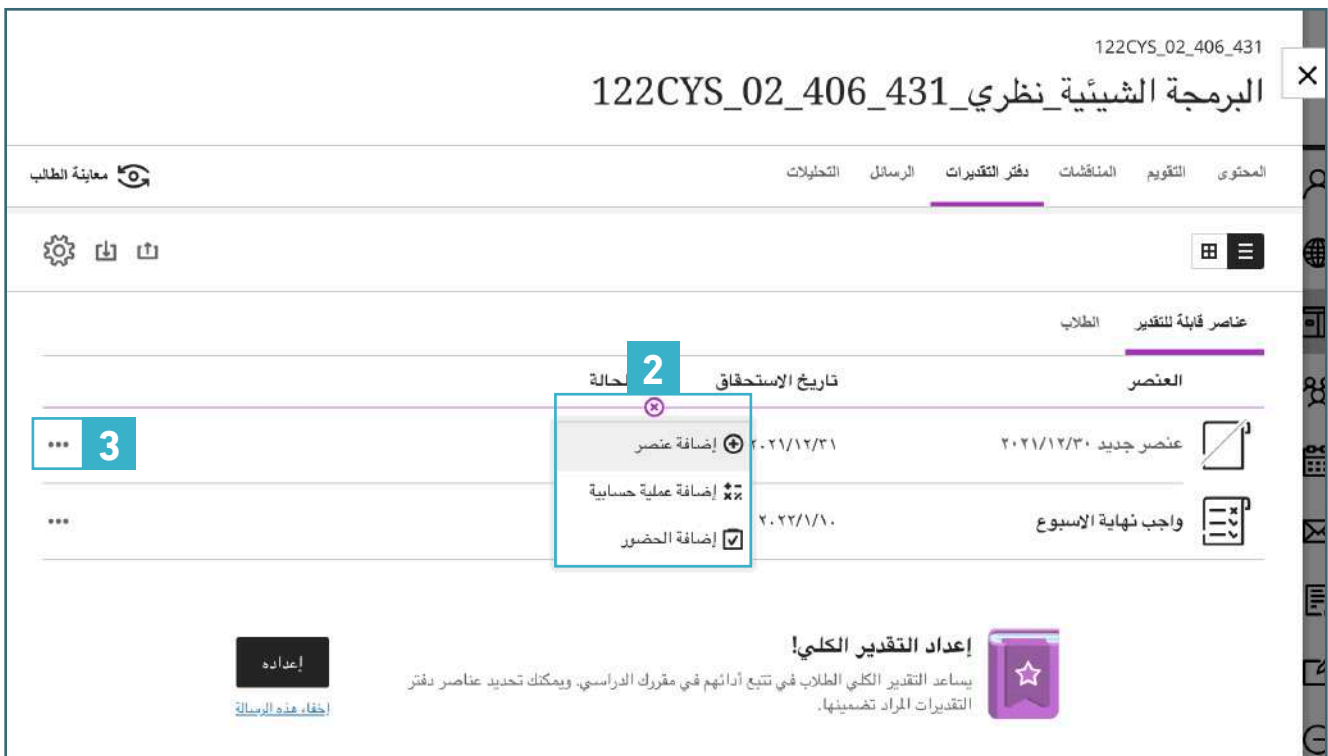 122CYS_02_406_431
البرمجة الشيئية_نظري_122CYS_02_406_431
المحتوى التقويم المناقشات دفتر التقديرات الرسائل التحليلات
معاينة الطالب
عناصر قابلة للتقدير الطلاب
العنصر تاريخ الاستحقاق لحالة
2
عنصر جديد ٢٠٢١/١٢/٣٠ ٢٠٢١/١٢/٣١
إضافة عنصر
3
إضافة عملية حسابية
واجب نهاية الاسبوع ٢٠٢٢/١/١٠
إضافة الحضور
إعداد التقدير الكلي!
يساعد التقدير الكلي الطلاب في تتبع أدائهم في مقررك الدراسي. ويمكنك تحديد عناصر دفتر
التقديرات المراد تضمينها.
إعداده
إخفاء هذه الرسالة